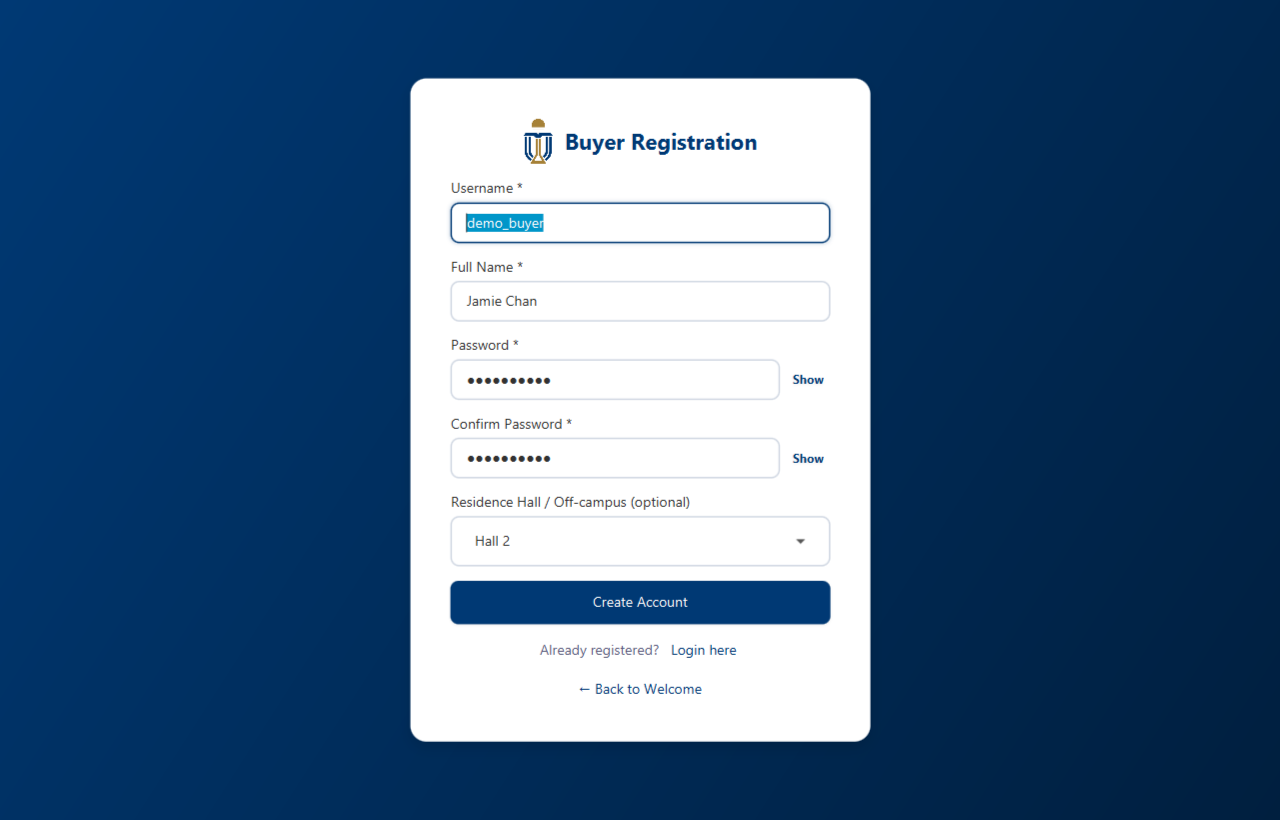 Buyer Registration
Username *
demo_buyer
Full Name *
Jamie Chan
Password *
●●●●●●●●●●
Show
Confirm Password *
●●●●●●●●●●
Show
Residence Hall / Off-campus (optional)
Hall 2
Create Account
Already registered? Login here
← Back to Welcome